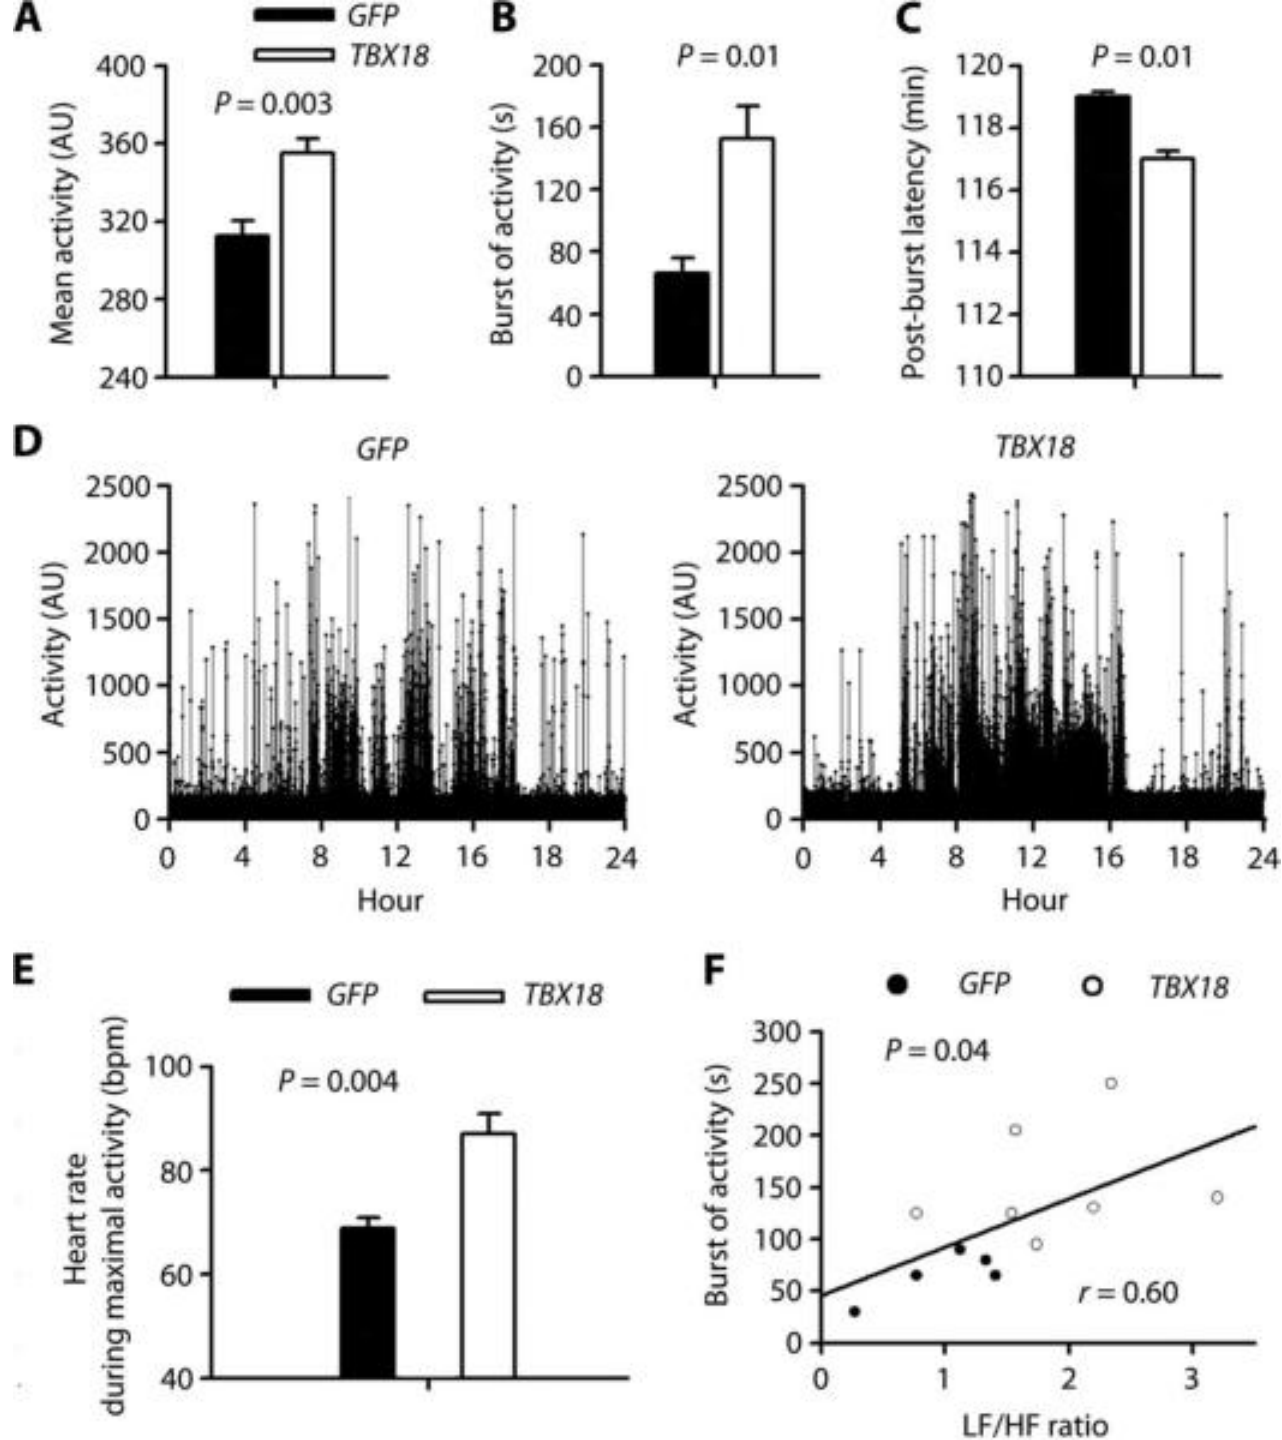 A
GFP
TBX18
P = 0.003
Mean activity (AU)
400
360
320
280
240
B
P = 0.01
Burst of activity (s)
200
160
120
80
40
0
C
P = 0.01
Post-burst latency (min)
120
118
116
114
112
110
D
GFP
Activity (AU)
2500
2000
1500
1000
500
0
0 4 8 12 16 18 24
Hour
TBX18
Activity (AU)
2500
2000
1500
1000
500
0
0 4 8 12 16 18 24
Hour
E
GFP TBX18
P = 0.004
Heart rate
during maximal activity (bpm)
100
80
60
40
F
GFP TBX18
P = 0.04
Burst of activity (s)
300
250
200
150
100
50
0
r = 0.60
0 1 2 3
LF/HF ratio